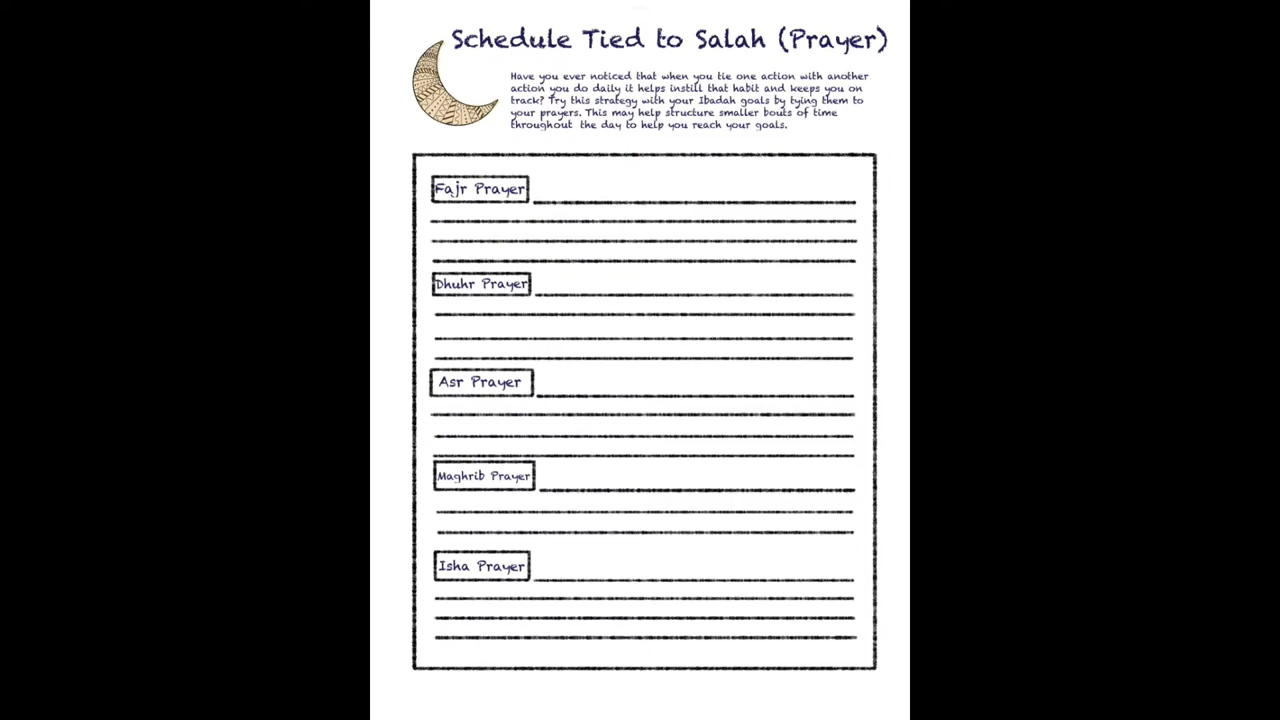 Schedule Tied to Salah (Prayer)
Have you ever noticed that when you tie one action with another
action you do daily it helps instill that habit and keeps you on
track? Try this strategy with your Ibadah goals by tying them to
your prayers. This may help structure smaller bouts of time
throughout the day to help you reach your goals.
Fajr Prayer
Dhuhr Prayer
Asr Prayer
Maghrib Prayer
Isha Prayer